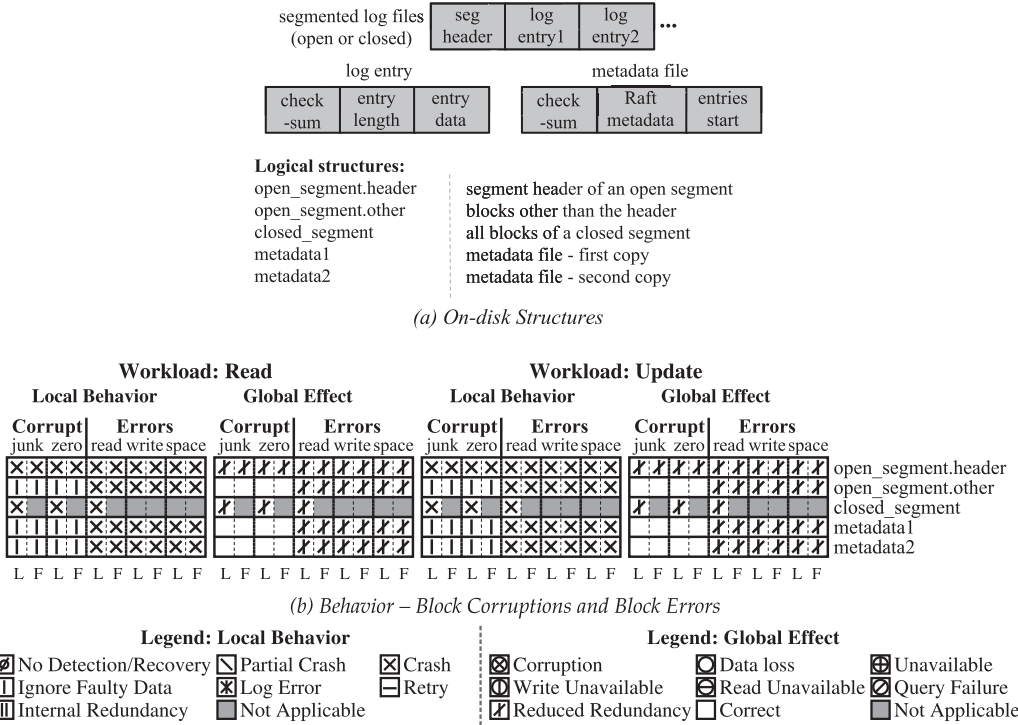 segmented log files
(open or closed)
seg
header
log
entry1
log
entry2
...
log entry
metadata file
check
-sum
entry
length
entry
data
check
-sum
Raft
metadata
entries
start
Logical structures:
open_segment.header
segment header of an open segment
open_segment.other
blocks other than the header
closed_segment
all blocks of a closed segment
metadata1
metadata file - first copy
metadata2
metadata file - second copy
(a) On-disk Structures
Workload: Read
Workload: Update
Local Behavior
Global Effect
Local Behavior
Global Effect
Corrupt Errors
Corrupt Errors
Corrupt Errors
Corrupt Errors
junk zero read write space
junk zero read write space
junk zero read write space
junk zero read write space
open_segment.header
open_segment.other
closed_segment
metadata1
metadata2
L F L F L F L F L F
L F L F L F L F L F
L F L F L F L F L F
L F L F L F L F L F
(b) Behavior – Block Corruptions and Block Errors
Legend: Local Behavior
No Detection/Recovery
Partial Crash
Crash
Ignore Faulty Data
Log Error
Retry
Internal Redundancy
Not Applicable
Legend: Global Effect
Corruption
Data loss
Unavailable
Write Unavailable
Read Unavailable
Query Failure
Reduced Redundancy
Correct
Not Applicable